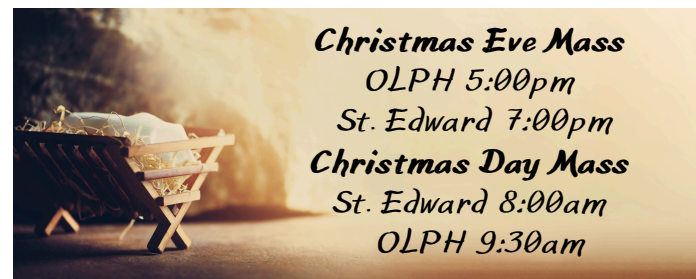 Christmas Eve Mass
OLPH 5:00pm
St. Edward 7:00pm
Christmas Day Mass
St. Edward 8:00am
OLPH 9:30am